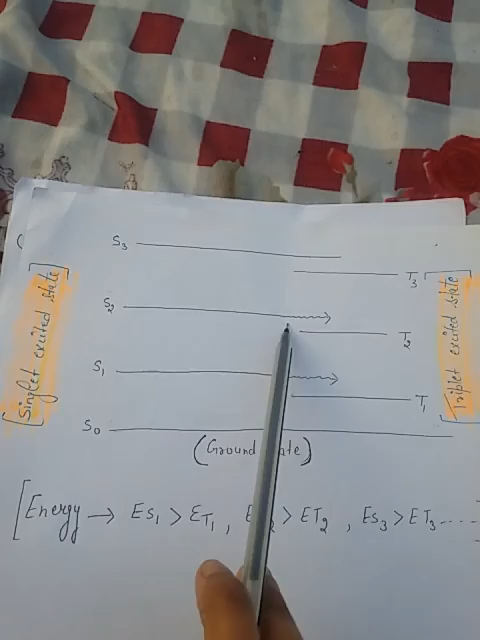 S3
T3
S2
T2
S1
T1
S0
(Ground
[Singlet excited state]
[Triplet excited state]
[Energy → Es1 > ET1, > ET2, Es3 > ET3----